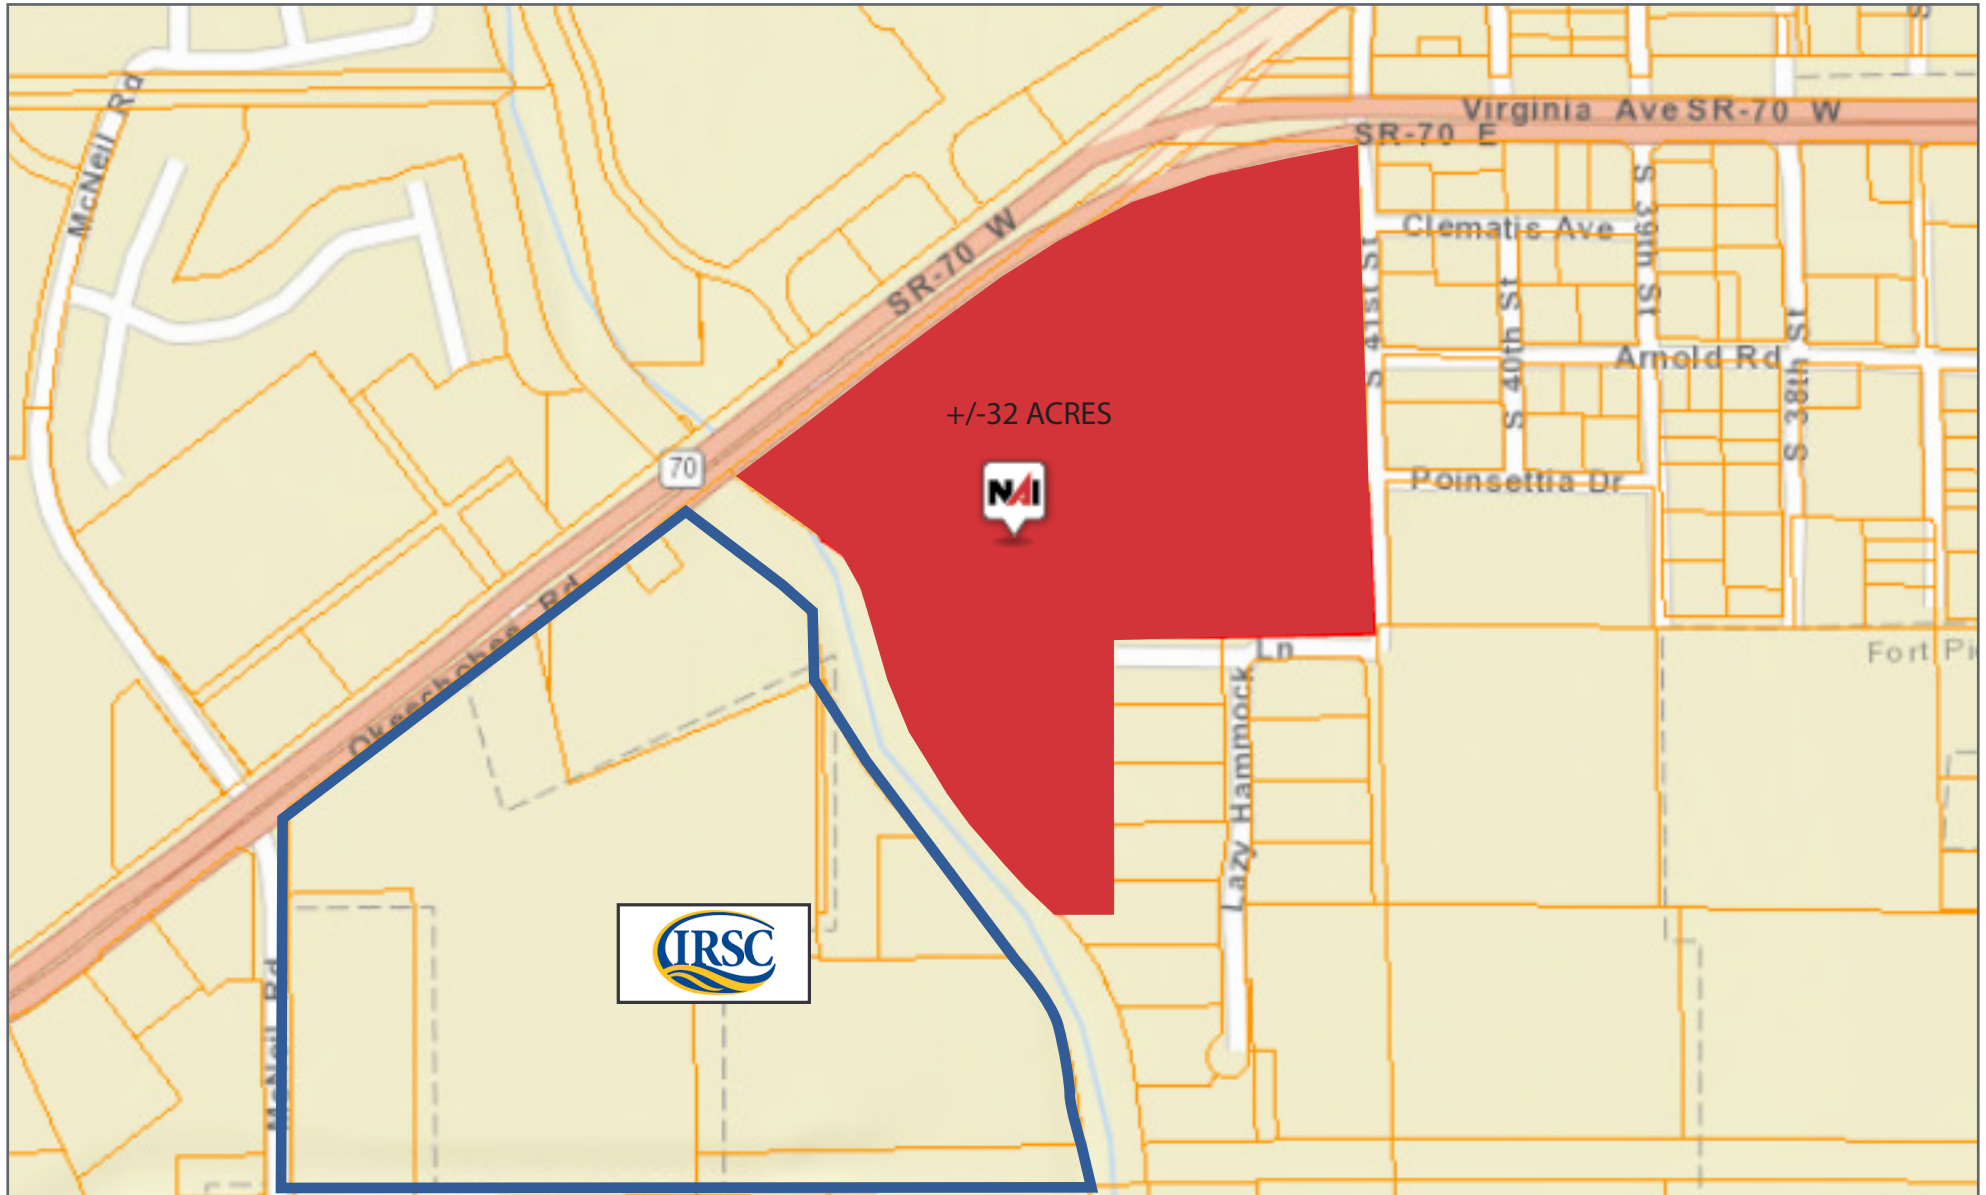 McNeil Rd
Virginia Ave SR-70 W
SR-70 E
SR-70 W
Clematis Ave
S 41st St
S 39th St
S 40th St
Arnold Rd
S 38th St
+/-32 ACRES
70
NAI
Poinsettia Dr
Okeechobee Rd
Ln
Lazy Hammock
Fort Pi
IRSC
McNeil Rd
S